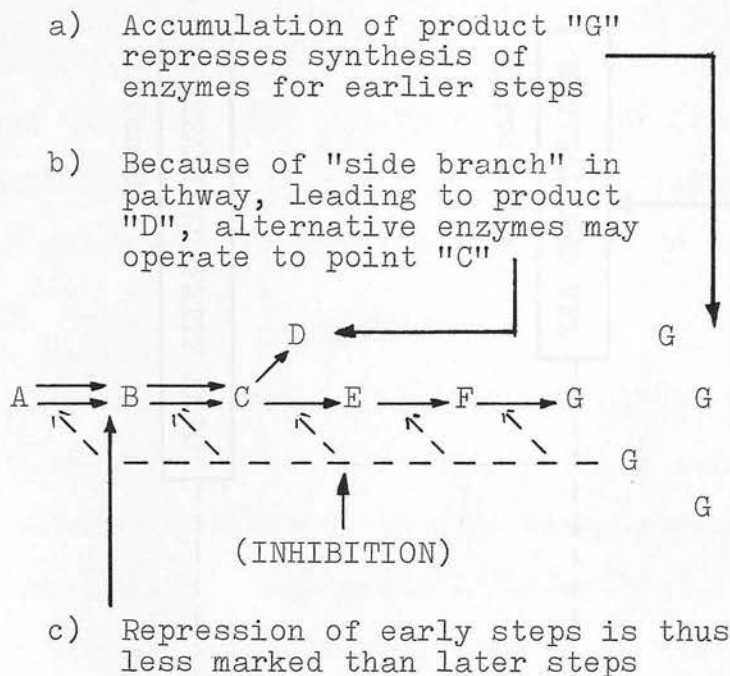 a) Accumulation of product "G"
represses synthesis of
enzymes for earlier steps
b) Because of "side branch" in
pathway, leading to product
"D", alternative enzymes may
operate to point "C"
D G
A B C E F G G
G
G
(INHIBITION)
c) Repression of early steps is thus
less marked than later steps